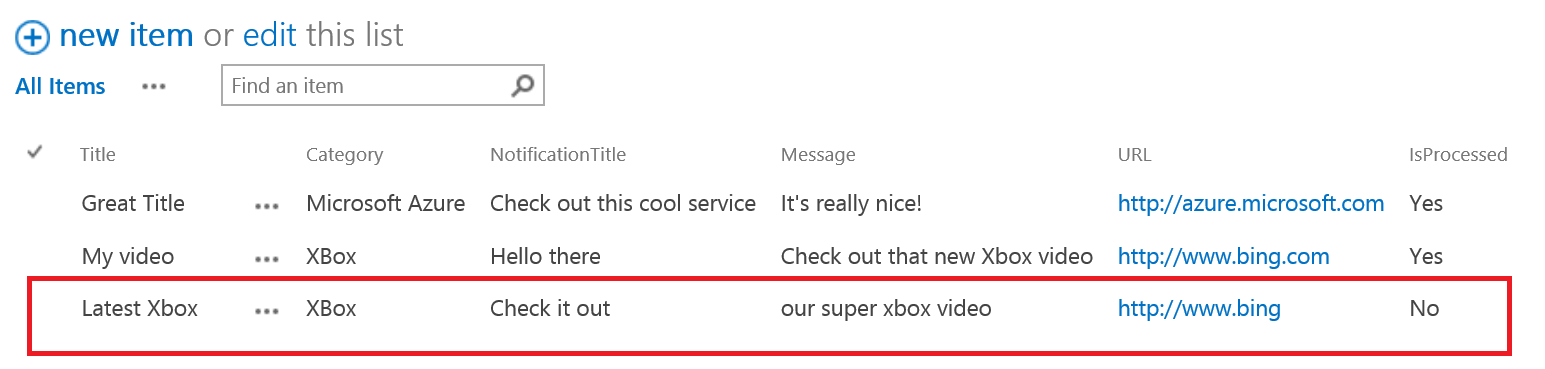 new item or edit this list
All Items ... Find an item
Title Category NotificationTitle Message URL IsProcessed
Great Title ... Microsoft Azure Check out this cool service It's really nice! http://azure.microsoft.com Yes
My video ... XBox Hello there Check out that new Xbox video http://www.bing.com Yes
Latest Xbox ... XBox Check it out our super xbox video http://www.bing No